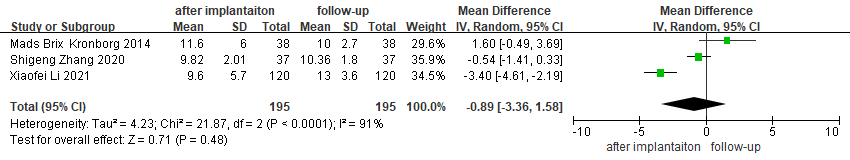 after implantaiton follow-up Mean Difference Mean Difference
Study or Subgroup Mean SD Total Mean SD Total Weight IV, Random, 95% CI IV, Random, 95% CI
Mads Brix Kronborg 2014 11.6 6 38 10 2.7 38 29.6% 1.60 [-0.49, 3.69]
Shigeng Zhang 2020 9.82 2.01 37 10.36 1.8 37 35.9% -0.54 [-1.41, 0.33]
Xiaofei Li 2021 9.6 5.7 120 13 3.6 120 34.5% -3.40 [-4.61, -2.19]
Total (95% CI) 195 195 100.0% -0.89 [-3.36, 1.58]
Heterogeneity: Tau² = 4.23; Chi² = 21.87, df = 2 (P < 0.0001); I² = 91%
Test for overall effect: Z = 0.71 (P = 0.48)
-10 -5 0 5 10
after implantaiton follow-up